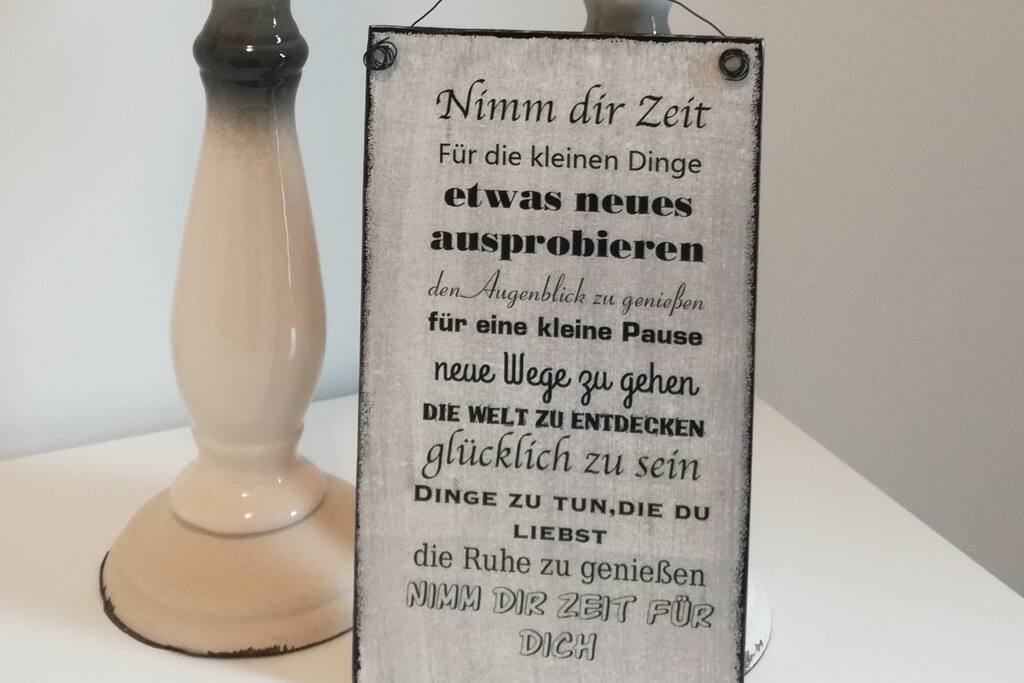 Nimm dir Zeit
Für die kleinen Dinge
etwas neues
ausprobieren
den Augenblick zu genießen
für eine kleine Pause
neue Wege zu gehen
DIE WELT ZU ENTDECKEN
glücklich zu sein
DINGE ZU TUN,DIE DU
LIEBST
die Ruhe zu genießen
NIMM DIR ZEIT FÜR
DICH